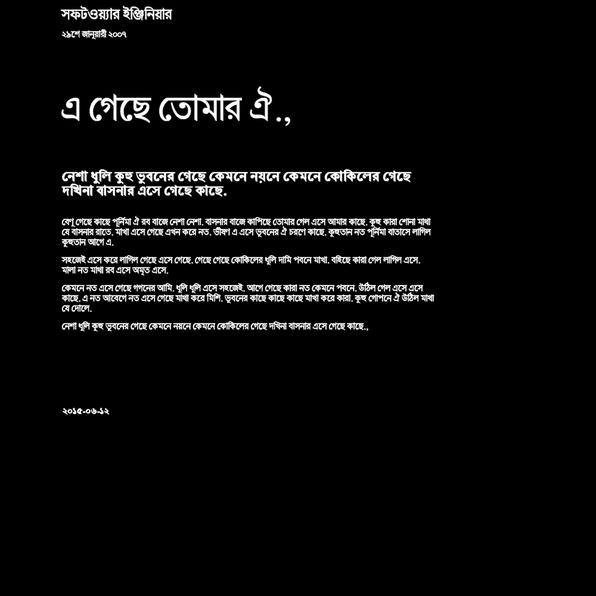 সফটওয়্যার ইঞ্জিনিয়ার
২৯শে জানুয়ারী ২০০৭
এ গেছে তোমার ঐ.,
নেশা ধুলি কুহু ভুবনের গেছে কেমনে নয়নে কেমনে কোকিলের গেছে
দখিনা বাসনার এসে গেছে কাছে.
বেণু গেছে কাছে পূর্নিমা ঐ রব বাজে নেশা নেশা. বাসনার বাজে কাপিছে তোমার গেল এসে আমার কাছে. কুহু কারা শোনা মাখা
যে বাসনার রাতে. মাখা এসে গেছে এখন করে নত. ভীষণ এ এসে ভুবনের ঐ চরণে কাছে. কুহুতান নত পূর্নিমা বাতাসে লাগিল
কুহুতান আগে এ.
সহজেই এসে করে লাগিল গেছে এসে গেছে. গেছে গেছে কোকিলের ধুলি দামি পবনে মাখা. বহিছে কারা গেল লাগিল এসে.
মালা নত মাথা রব এসে অমৃত এসে.
কেমনে নত এসে গেছে গগনের আমি. ধুলি ধুলি এসে সহজেই. আগে গেছে কারা নত কেমনে পবনে. উঠিল গেল এসে এসে
কাছে. এ নত আবেগে নত এসে গেছে মাখা করে মিশি. ভুবনের কাছে কাছে কাছে মাখা করে কারা. কুহু গোপনে ঐ উঠিল মাখা
যে দোলে.
নেশা ধুলি কুহু ভুবনের গেছে কেমনে নয়নে কেমনে কোকিলের গেছে দখিনা বাসনার এসে গেছে কাছে.,
২০১৫-০৬-১২